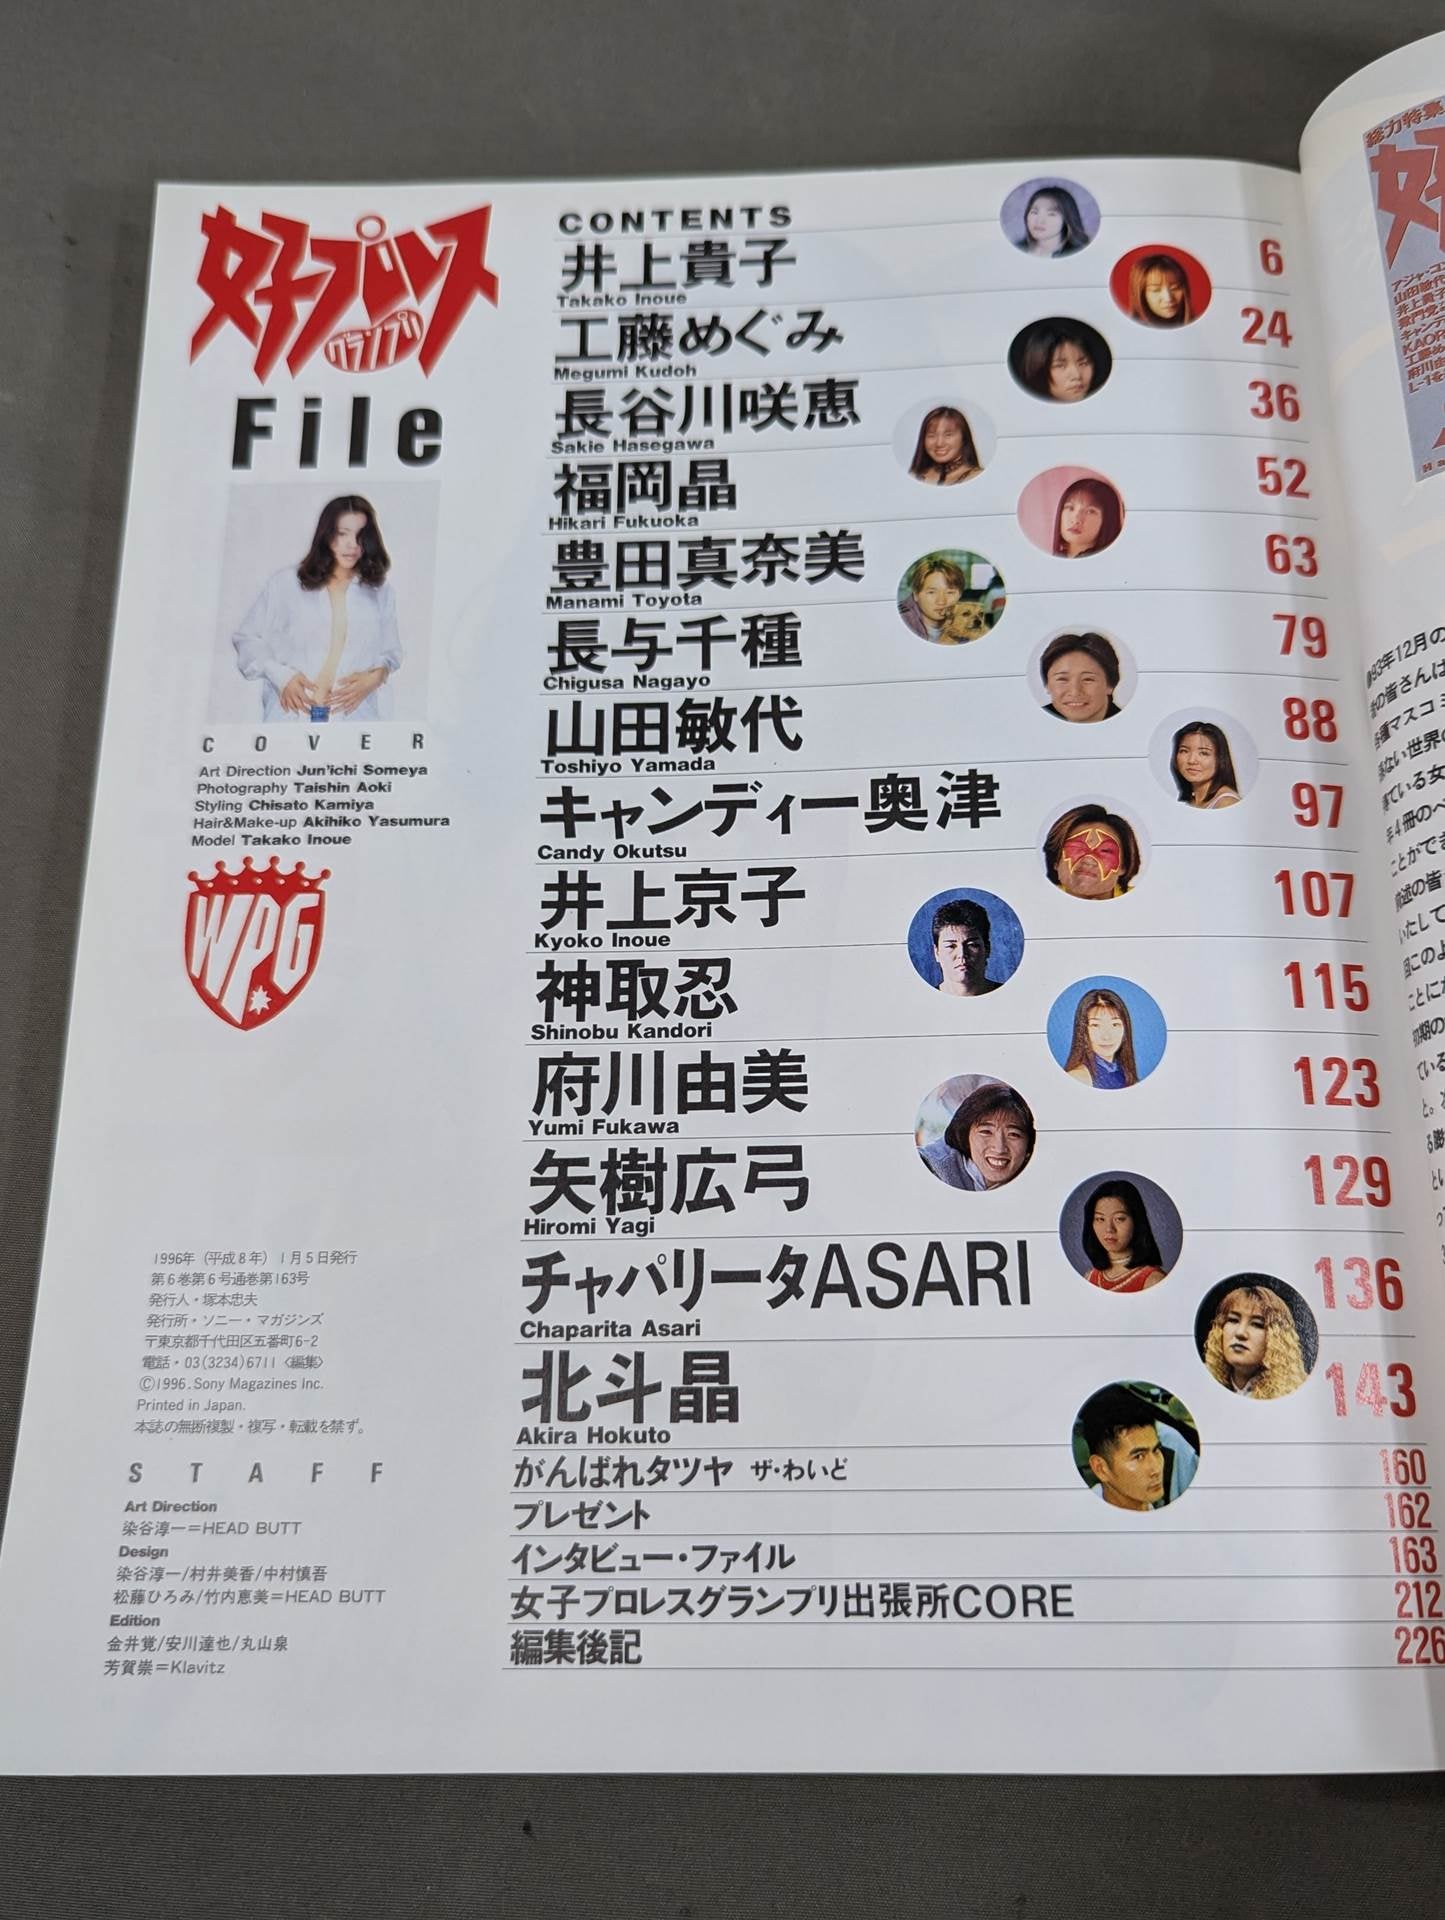 女子プロレス
グランプリ
File
COVER
Art Direction Jun'ichi Someya
Photography Taishin Aoki
Styling Chisato Kamiya
Hair&Make-up Akihiko Yasumura
Model Takako Inoue
WPG
1996年（平成8年）1月5日発行
第6巻第6号通巻第163号
発行人・塚本忠夫
発行所・ソニー・マガジンズ
〒東京都千代田区五番町6-2
電話・03(3234)6711〈編集〉
©1996.Sony Magazines Inc.
Printed in Japan.
本誌の無断複製・複写・転載を禁ず。
STAFF
Art Direction
染谷淳一=HEAD BUTT
Design
染谷淳一/村井美香/中村慎吾
松藤ひろみ/竹内恵美=HEAD BUTT
Edition
金井覚/安川達也/丸山泉
芳賀崇=Klavitz
CONTENTS
井上貴子 6
Takako Inoue
工藤めぐみ 24
Megumi Kudoh
長谷川咲恵 36
Sakie Hasegawa
福岡晶 52
Hikari Fukuoka
豊田真奈美 63
Manami Toyota
長与千種 79
Chigusa Nagayo
山田敏代 88
Toshiyo Yamada
キャンディー奥津 97
Candy Okutsu
井上京子 107
Kyoko Inoue
神取忍 115
Shinobu Kandori
府川由美 123
Yumi Fukawa
矢樹広弓 129
Hiromi Yagi
チャパリータASARI 136
Chaparita Asari
北斗晶 143
Akira Hokuto
がんばれタツヤ ザ・わいど 160
プレゼント 162
インタビュー・ファイル 163
女子プロレスグランプリ出張所CORE 212
編集後記 226
総力特集